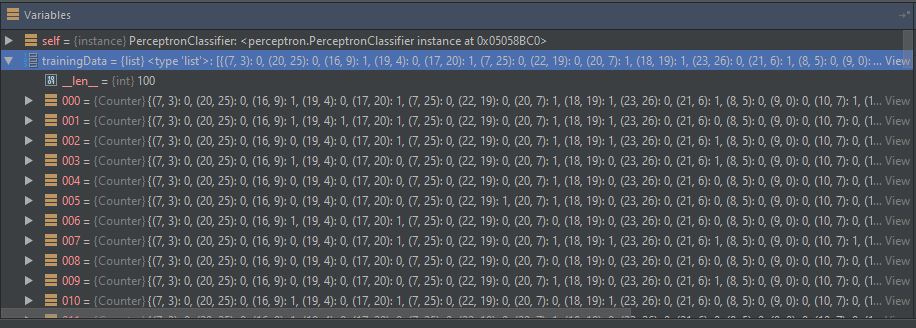 Variables
self = {instance} PerceptronClassifier: <perceptron.PerceptronClassifier instance at 0x05058BC0>
trainingData = {list} <type 'list'>: [{(7, 3): 0, (20, 25): 0, (16, 9): 1, (19, 4): 0, (17, 20): 1, (7, 25): 0, (22, 19): 0, (20, 7): 1, (18, 19): 1, (23, 26): 0, (21, 6): 1, (8, 5): 0, (9, 0): ... View
__len__ = {int} 100
000 = {Counter} {(7, 3): 0, (20, 25): 0, (16, 9): 1, (19, 4): 0, (17, 20): 1, (7, 25): 0, (22, 19): 0, (20, 7): 1, (18, 19): 1, (23, 26): 0, (21, 6): 1, (8, 5): 0, (9, 0): 0, (10, 7): 1, (1... View
001 = {Counter} {(7, 3): 0, (20, 25): 0, (16, 9): 0, (19, 4): 1, (17, 20): 0, (7, 25): 0, (22, 19): 0, (20, 7): 1, (18, 19): 1, (23, 26): 0, (21, 6): 1, (8, 5): 0, (9, 0): 0, (10, 7): 0, (1... View
002 = {Counter} {(7, 3): 0, (20, 25): 0, (16, 9): 0, (19, 4): 0, (17, 20): 1, (7, 25): 0, (22, 19): 0, (20, 7): 0, (18, 19): 1, (23, 26): 0, (21, 6): 0, (8, 5): 0, (9, 0): 0, (10, 7): 0, (1... View
003 = {Counter} {(7, 3): 0, (20, 25): 0, (16, 9): 1, (19, 4): 0, (17, 20): 0, (7, 25): 0, (22, 19): 0, (20, 7): 1, (18, 19): 0, (23, 26): 0, (21, 6): 1, (8, 5): 0, (9, 0): 0, (10, 7): 0, (1... View
004 = {Counter} {(7, 3): 0, (20, 25): 0, (16, 9): 0, (19, 4): 0, (17, 20): 0, (7, 25): 0, (22, 19): 0, (20, 7): 0, (18, 19): 0, (23, 26): 0, (21, 6): 0, (8, 5): 0, (9, 0): 0, (10, 7): 0, (1... View
005 = {Counter} {(7, 3): 0, (20, 25): 0, (16, 9): 0, (19, 4): 0, (17, 20): 0, (7, 25): 0, (22, 19): 0, (20, 7): 0, (18, 19): 0, (23, 26): 0, (21, 6): 0, (8, 5): 0, (9, 0): 0, (10, 7): 0, (1... View
006 = {Counter} {(7, 3): 0, (20, 25): 0, (16, 9): 1, (19, 4): 0, (17, 20): 1, (7, 25): 0, (22, 19): 0, (20, 7): 0, (18, 19): 1, (23, 26): 0, (21, 6): 0, (8, 5): 0, (9, 0): 0, (10, 7): 1, (1... View
007 = {Counter} {(7, 3): 0, (20, 25): 0, (16, 9): 0, (19, 4): 0, (17, 20): 1, (7, 25): 0, (22, 19): 0, (20, 7): 1, (18, 19): 1, (23, 26): 0, (21, 6): 1, (8, 5): 0, (9, 0): 0, (10, 7): 1, (1... View
008 = {Counter} {(7, 3): 0, (20, 25): 0, (16, 9): 0, (19, 4): 0, (17, 20): 0, (7, 25): 0, (22, 19): 0, (20, 7): 0, (18, 19): 0, (23, 26): 0, (21, 6): 0, (8, 5): 0, (9, 0): 0, (10, 7): 0, (1... View
009 = {Counter} {(7, 3): 0, (20, 25): 0, (16, 9): 0, (19, 4): 0, (17, 20): 0, (7, 25): 0, (22, 19): 0, (20, 7): 0, (18, 19): 0, (23, 26): 0, (21, 6): 0, (8, 5): 0, (9, 0): 0, (10, 7): 0, (1... View
010 = {Counter} {(7, 3): 0, (20, 25): 0, (16, 9): 1, (19, 4): 0, (17, 20): 1, (7, 25): 0, (22, 19): 0, (20, 7): 0, (18, 19): 1, (23, 26): 0, (21, 6): 0, (8, 5): 0, (9, 0): 0, (10, 7): 0, (1... View